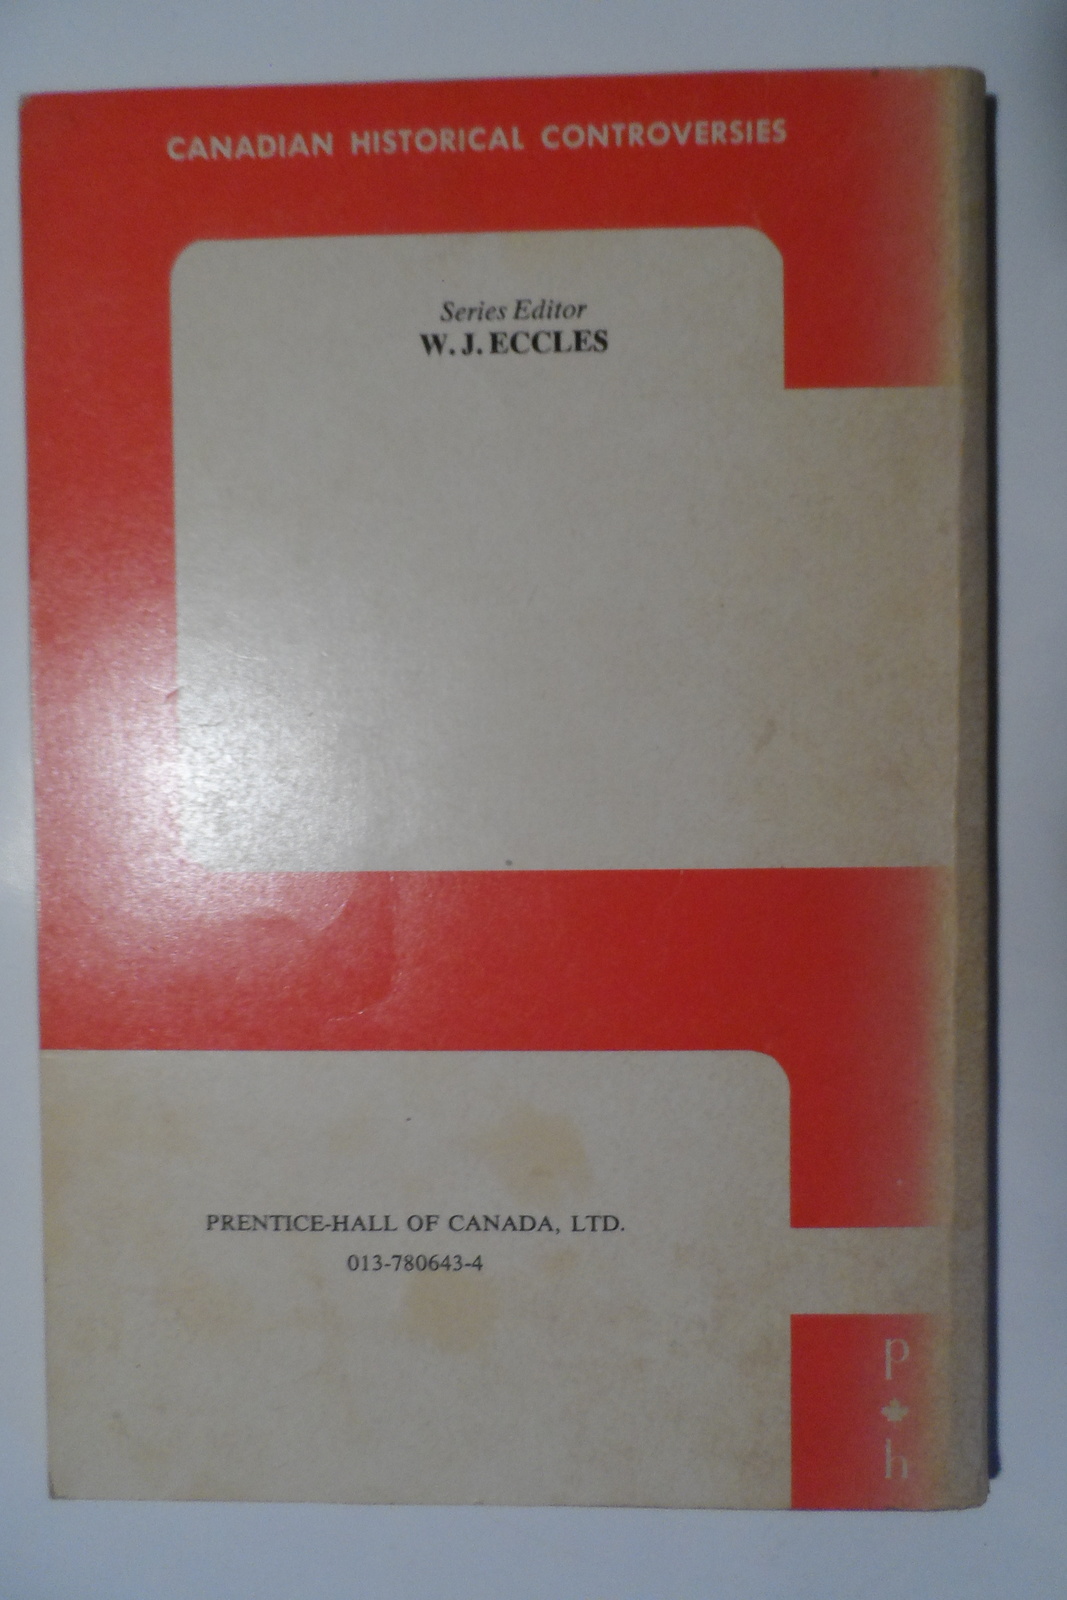 CANADIAN HISTORICAL CONTROVERSIES
Series Editor
W. J. ECCLES
PRENTICE-HALL OF CANADA, LTD.
013-780643-4
p
h